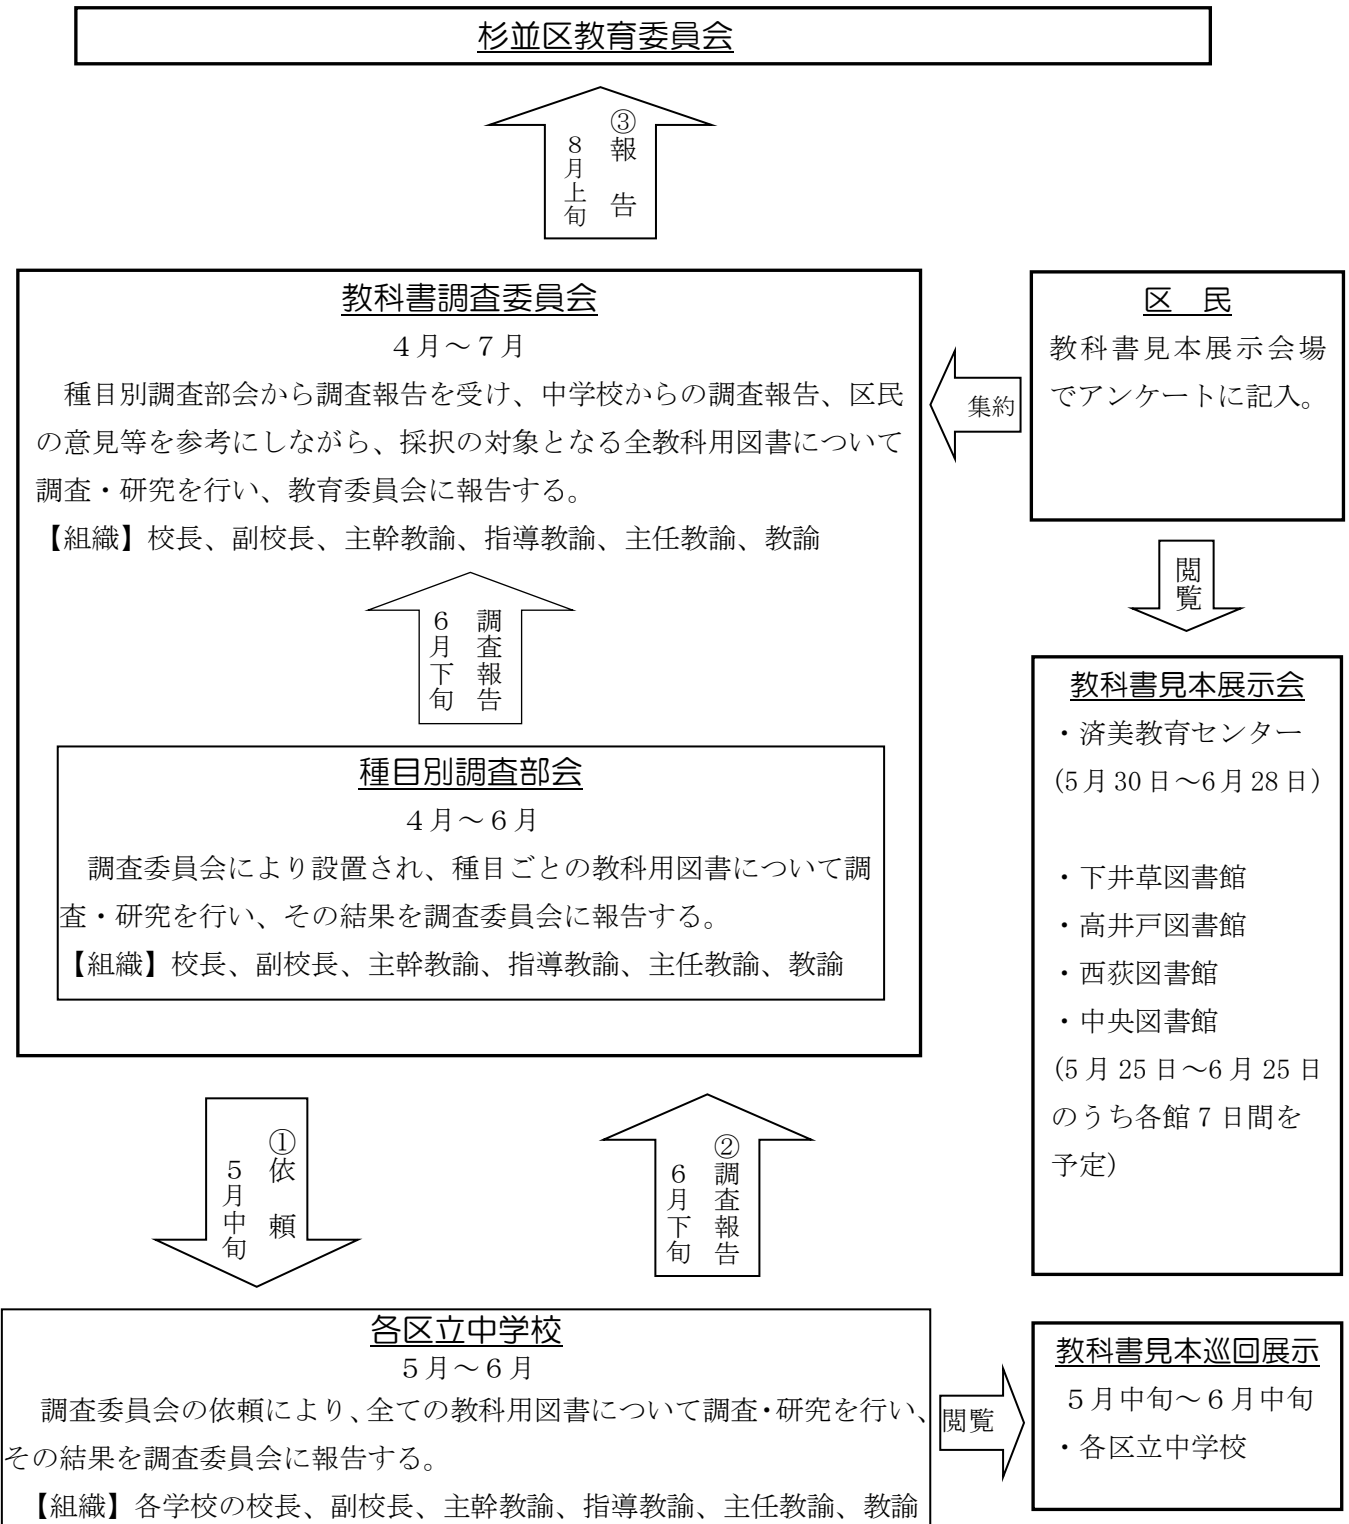 杉並区教育委員会
③報告
8月上旬
教科書調査委員会
4月～7月
種目別調査部会から調査報告を受け、中学校からの調査報告、区民
の意見等を参考にしながら、採択の対象となる全教科用図書について
調査・研究を行い、教育委員会に報告する。
【組織】校長、副校長、主幹教諭、指導教諭、主任教諭、教諭
区　民
教科書見本展示会場
でアンケートに記入。
集約
調査報告
6月下旬
閲覧
種目別調査部会
4月～6月
調査委員会により設置され、種目ごとの教科用図書について調
査・研究を行い、その結果を調査委員会に報告する。
【組織】校長、副校長、主幹教諭、指導教諭、主任教諭、教諭
教科書見本展示会
・済美教育センター
(5月30日～6月28日)
・下井草図書館
・高井戸図書館
・西荻図書館
・中央図書館
(5月25日～6月25日
のうち各館7日間を
予定)
①依頼
5月中旬
②調査報告
6月下旬
各区立中学校
5月～6月
調査委員会の依頼により、全ての教科用図書について調査・研究を行い、
その結果を調査委員会に報告する。
【組織】各学校の校長、副校長、主幹教諭、指導教諭、主任教諭、教諭
閲覧
教科書見本巡回展示
5月中旬～6月中旬
・各区立中学校